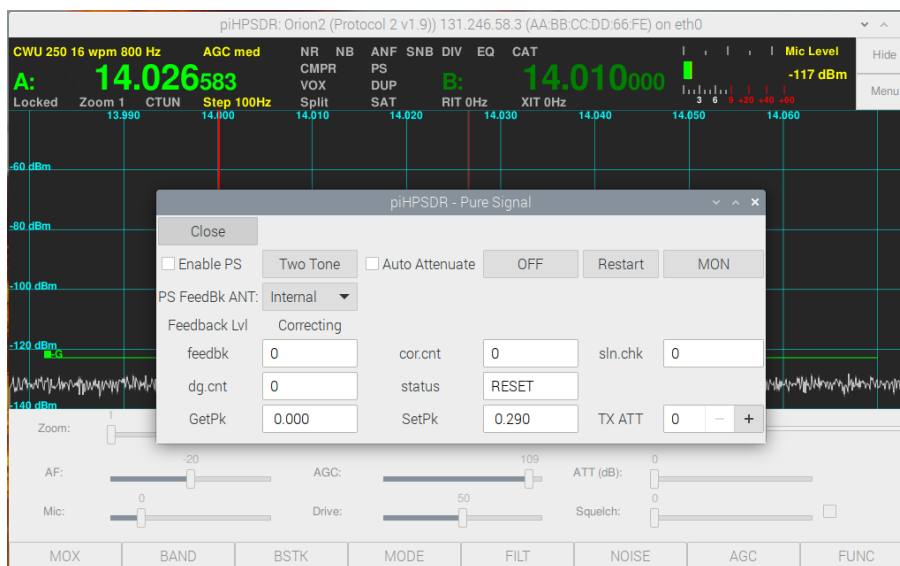 piHPSDR: Orion2 (Protocol 2 v1.9)) 131.246.58.3 (AA:BB:CC:DD:66:FE) on eth0
CWU 250 16 wpm 800 Hz AGC med NR NB ANF SNB DIV EQ CAT Mic Level Hide
CMPR PS
A: 14.026583 VOX DUP B: 14.010000 -117 dBm Menu
Locked Zoom 1 CTUN Step 100Hz Split SAT RIT 0Hz XIT 0Hz 3 6 9 +20 +40 +60
13.990 14.000 14.010 14.020 14.030 14.040 14.050 14.060
-60 dBm
piHPSDR - Pure Signal
-80 dBm
Close
Enable PS Two Tone Auto Attenuate OFF Restart MON
-100 dBm
PS FeedBk ANT: Internal
Feedback Lvl Correcting
-120 dBm
-G
feedbk 0 cor.cnt 0 sln.chk 0
dg.cnt 0 status RESET
-140 dBm
GetPk 0.000 SetPk 0.290 TX ATT 0 − +
Zoom: 1
AF: -20 AGC: 109 ATT (dB): 0
Mic: 0 Drive: 50 Squelch: 0
MOX BAND BSTK MODE FILT NOISE AGC FUNC